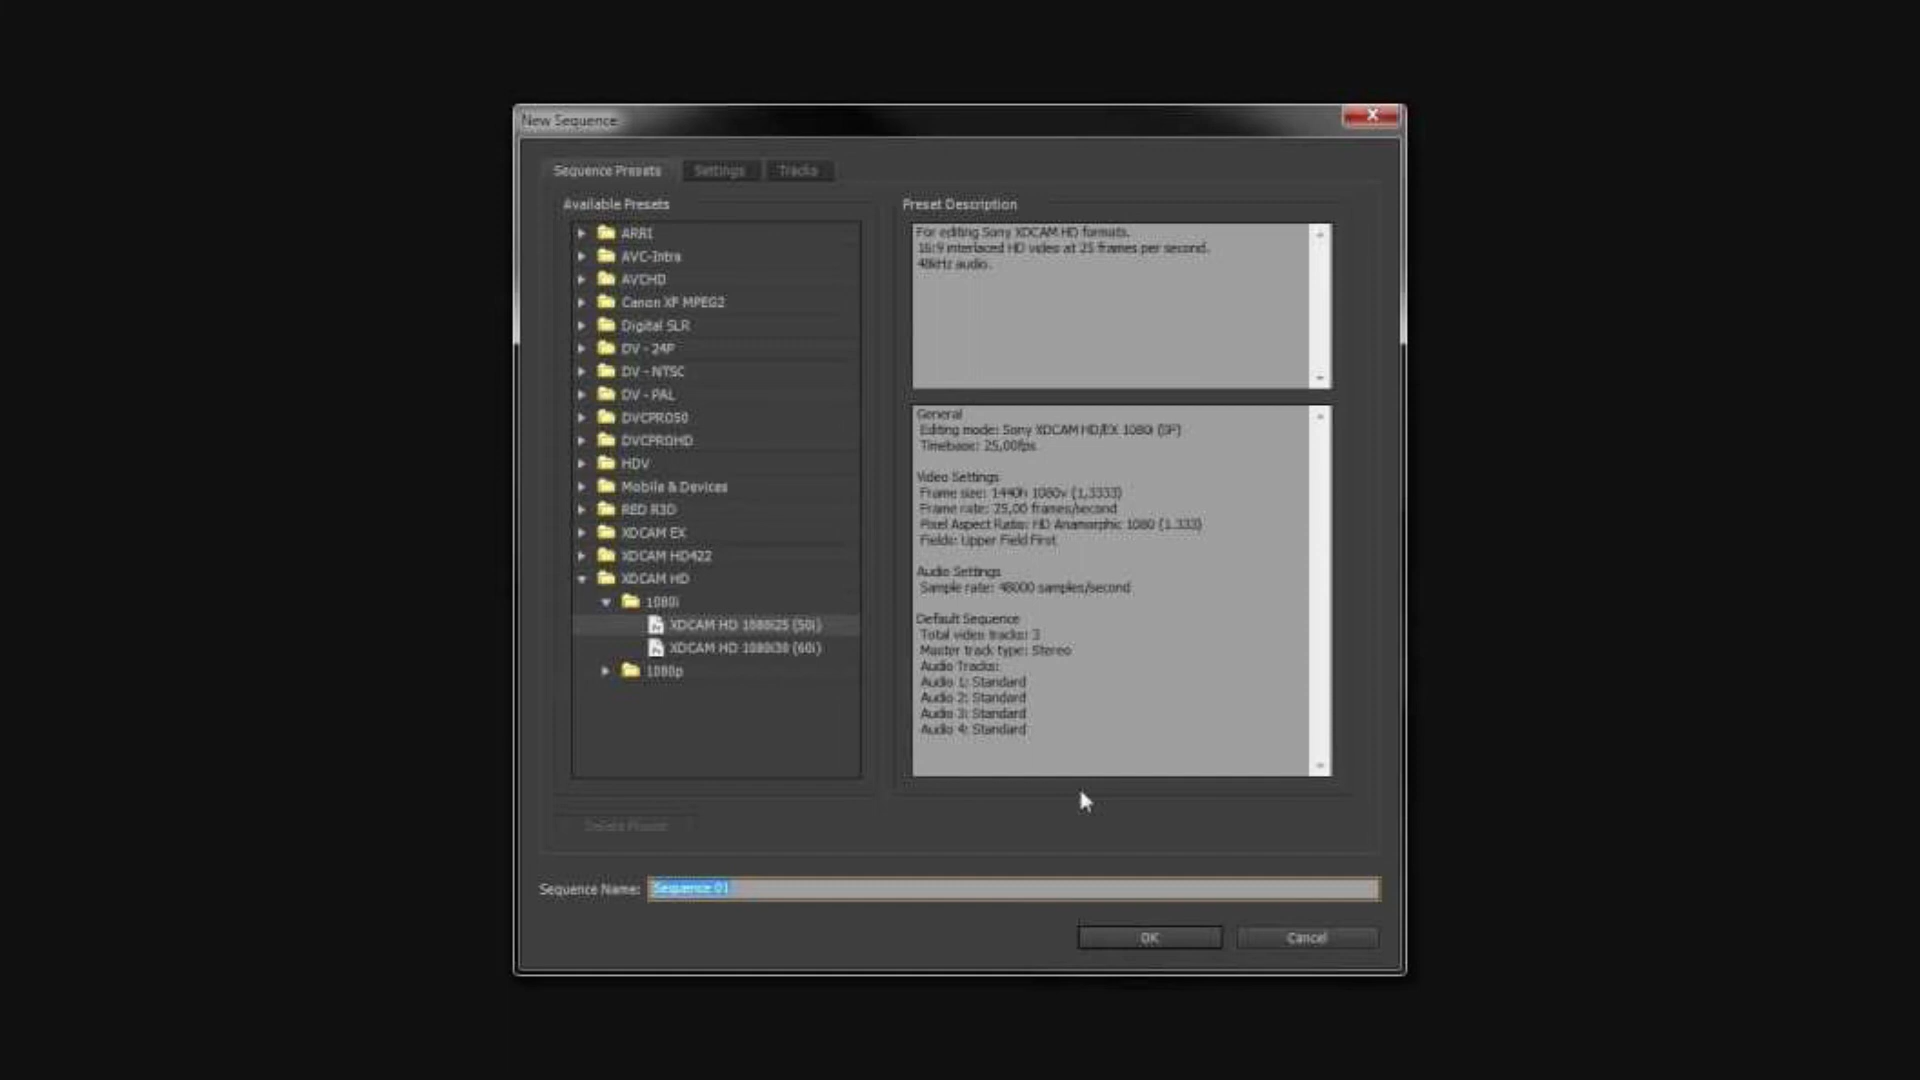 New Sequence
Sequence Presets
Settings
Tracks
Available Presets
ARRI
AVC-Intra
AVCHD
Canon XF MPEG2
Digital SLR
DV - 24P
DV - NTSC
DV - PAL
DVCPRO50
DVCPROHD
HDV
Mobile & Devices
RED R3D
XDCAM EX
XDCAM HD422
XDCAM HD
1080i
XDCAM HD 1080i25 (50i)
XDCAM HD 1080i30 (60i)
1080p
Delete Preset
Preset Description
For editing Sony XDCAM HD formats.
16:9 interlaced HD video at 25 frames per second.
48kHz audio.
General
Editing mode: Sony XDCAM HD/EX 1080i (SP)
Timebase: 25,00fps
Video Settings
Frame size: 1440h 1080v (1,3333)
Frame rate: 25,00 frames/second
Pixel Aspect Ratio: HD Anamorphic 1080 (1.333)
Fields: Upper Field First
Audio Settings
Sample rate: 48000 samples/second
Default Sequence
Total video tracks: 3
Master track type: Stereo
Audio Tracks:
Audio 1: Standard
Audio 2: Standard
Audio 3: Standard
Audio 4: Standard
Sequence Name: Sequence 01
OK
Cancel